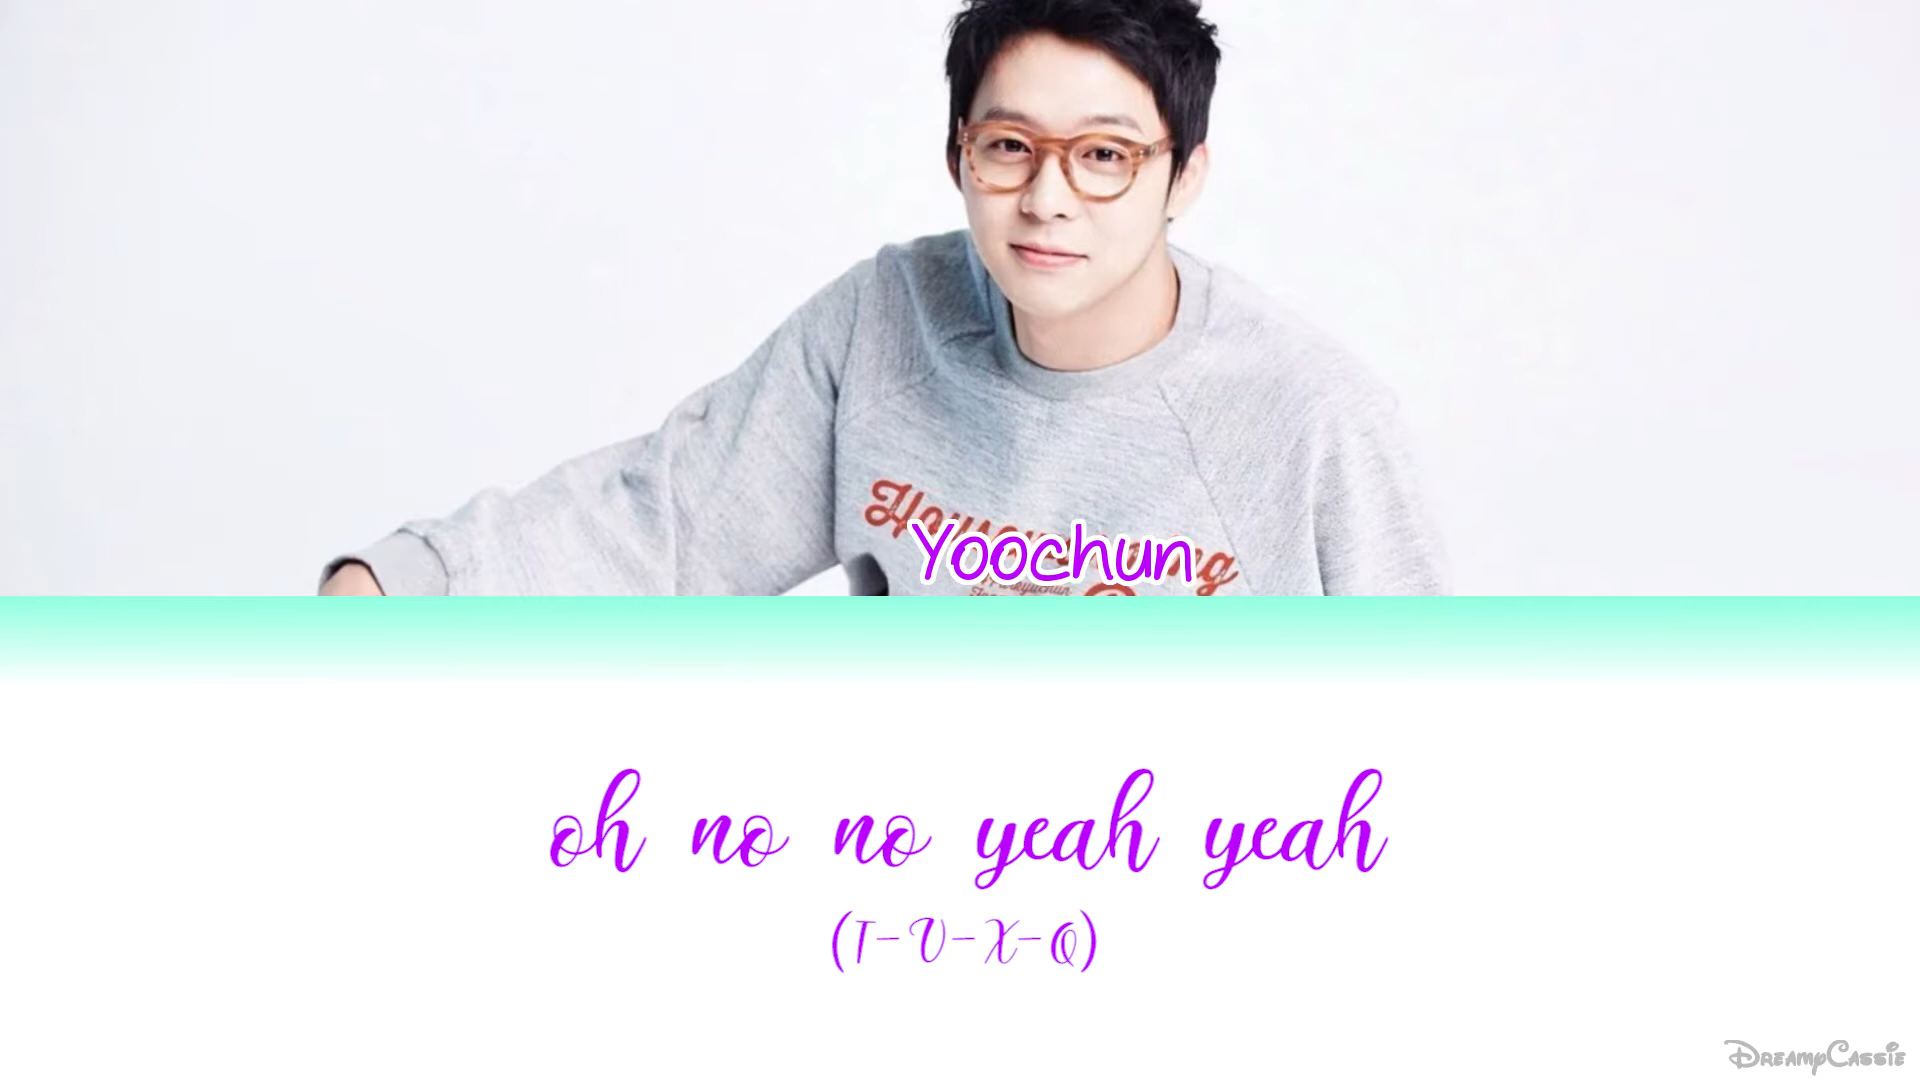 Yoochun
oh no no yeah yeah
(T-V-X-Q)
DreamyCassie